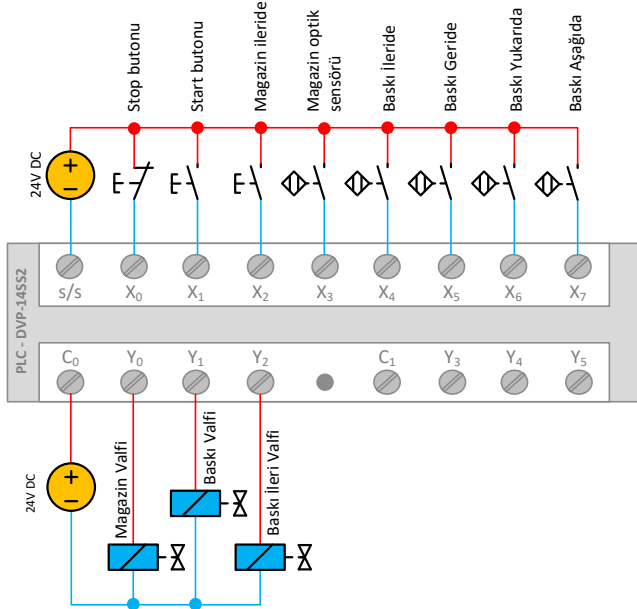 Stop butonu
Start butonu
Magazin ileride
Magazin optik
sensörü
Baskı İleride
Baskı Geride
Baskı Yukarıda
Baskı Aşağıda
24V DC
+
−
PLC - DVP-14SS2
s/s
X0
X1
X2
X3
X4
X5
X6
X7
C0
Y0
Y1
Y2
C1
Y3
Y4
Y5
24V DC
+
−
Magazin Valfi
Baskı Valfi
Baskı İleri Valfi